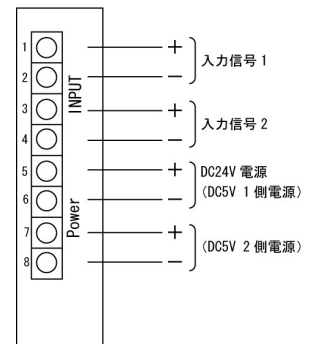 1
+
入力信号 1
2
−
INPUT
3
+
入力信号 2
4
−
5
+
DC24V 電源
(DC5V 1 側電源)
6
−
Power
7
+
(DC5V 2 側電源)
8
−